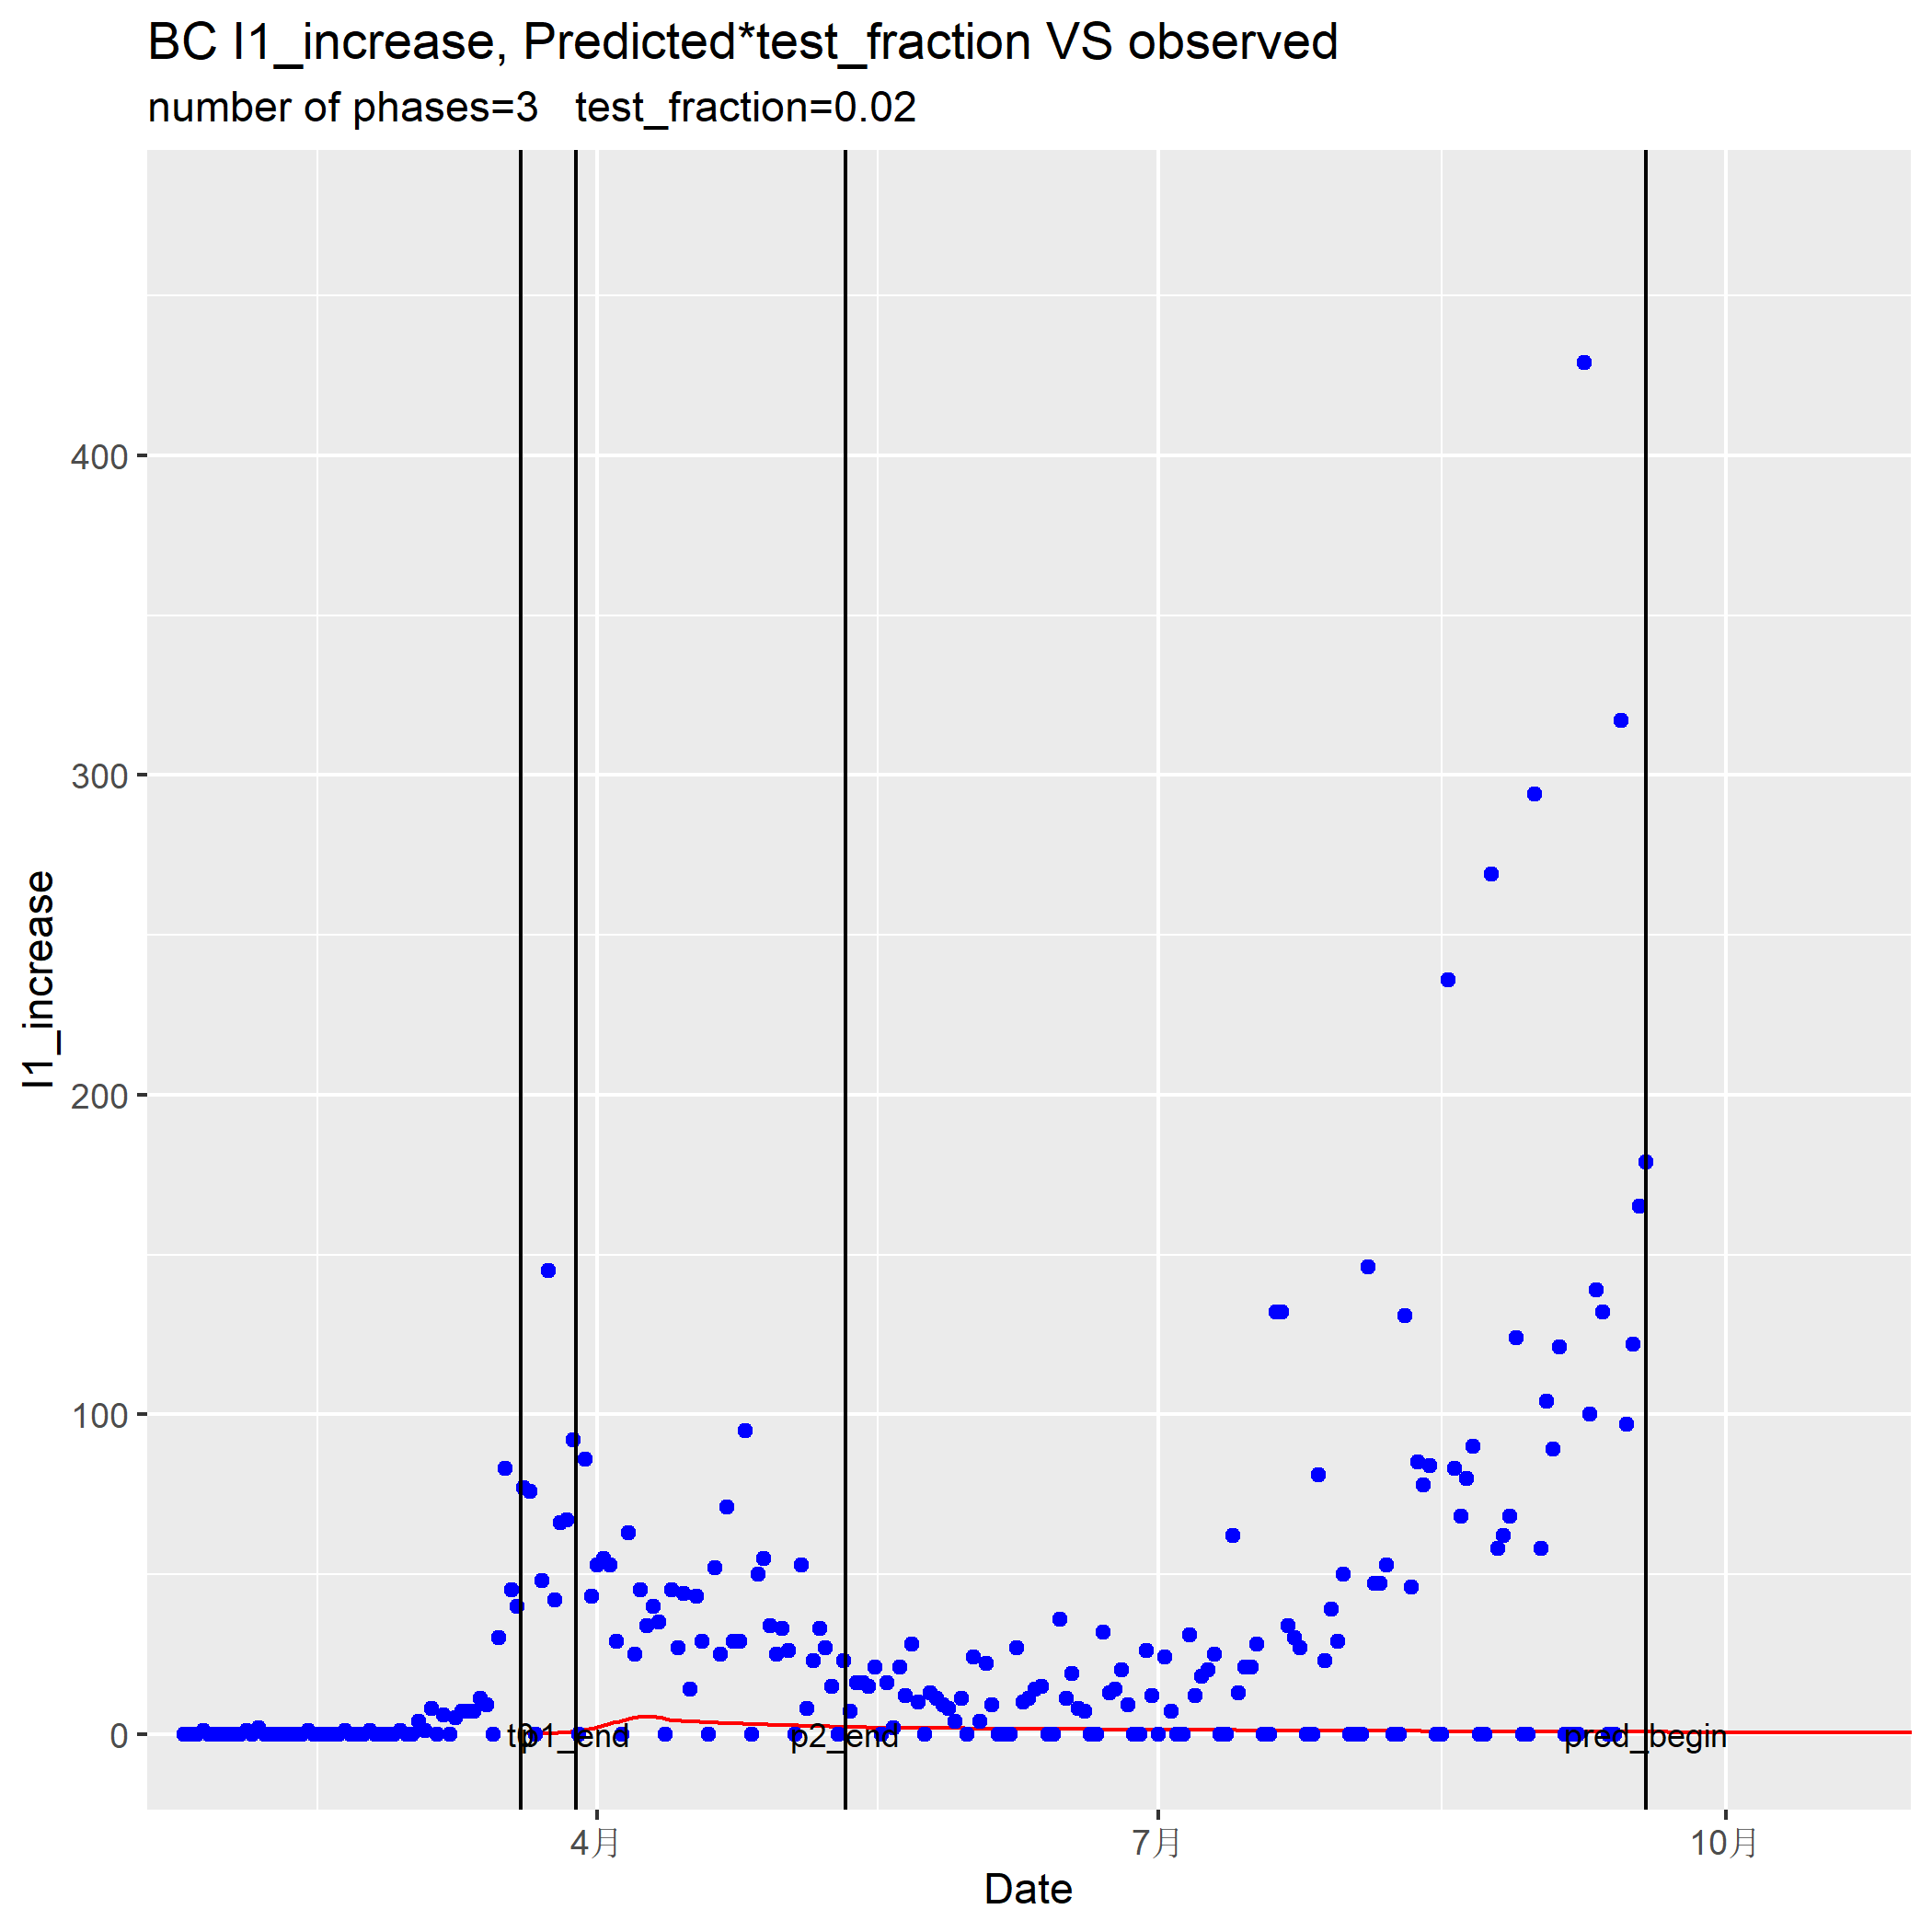 BC I1_increase, Predicted*test_fraction VS observed
number of phases=3   test_fraction=0.02
I1_increase
400
300
200
100
0
p1_end
p2_end
pred_begin
4月
7月
10月
Date